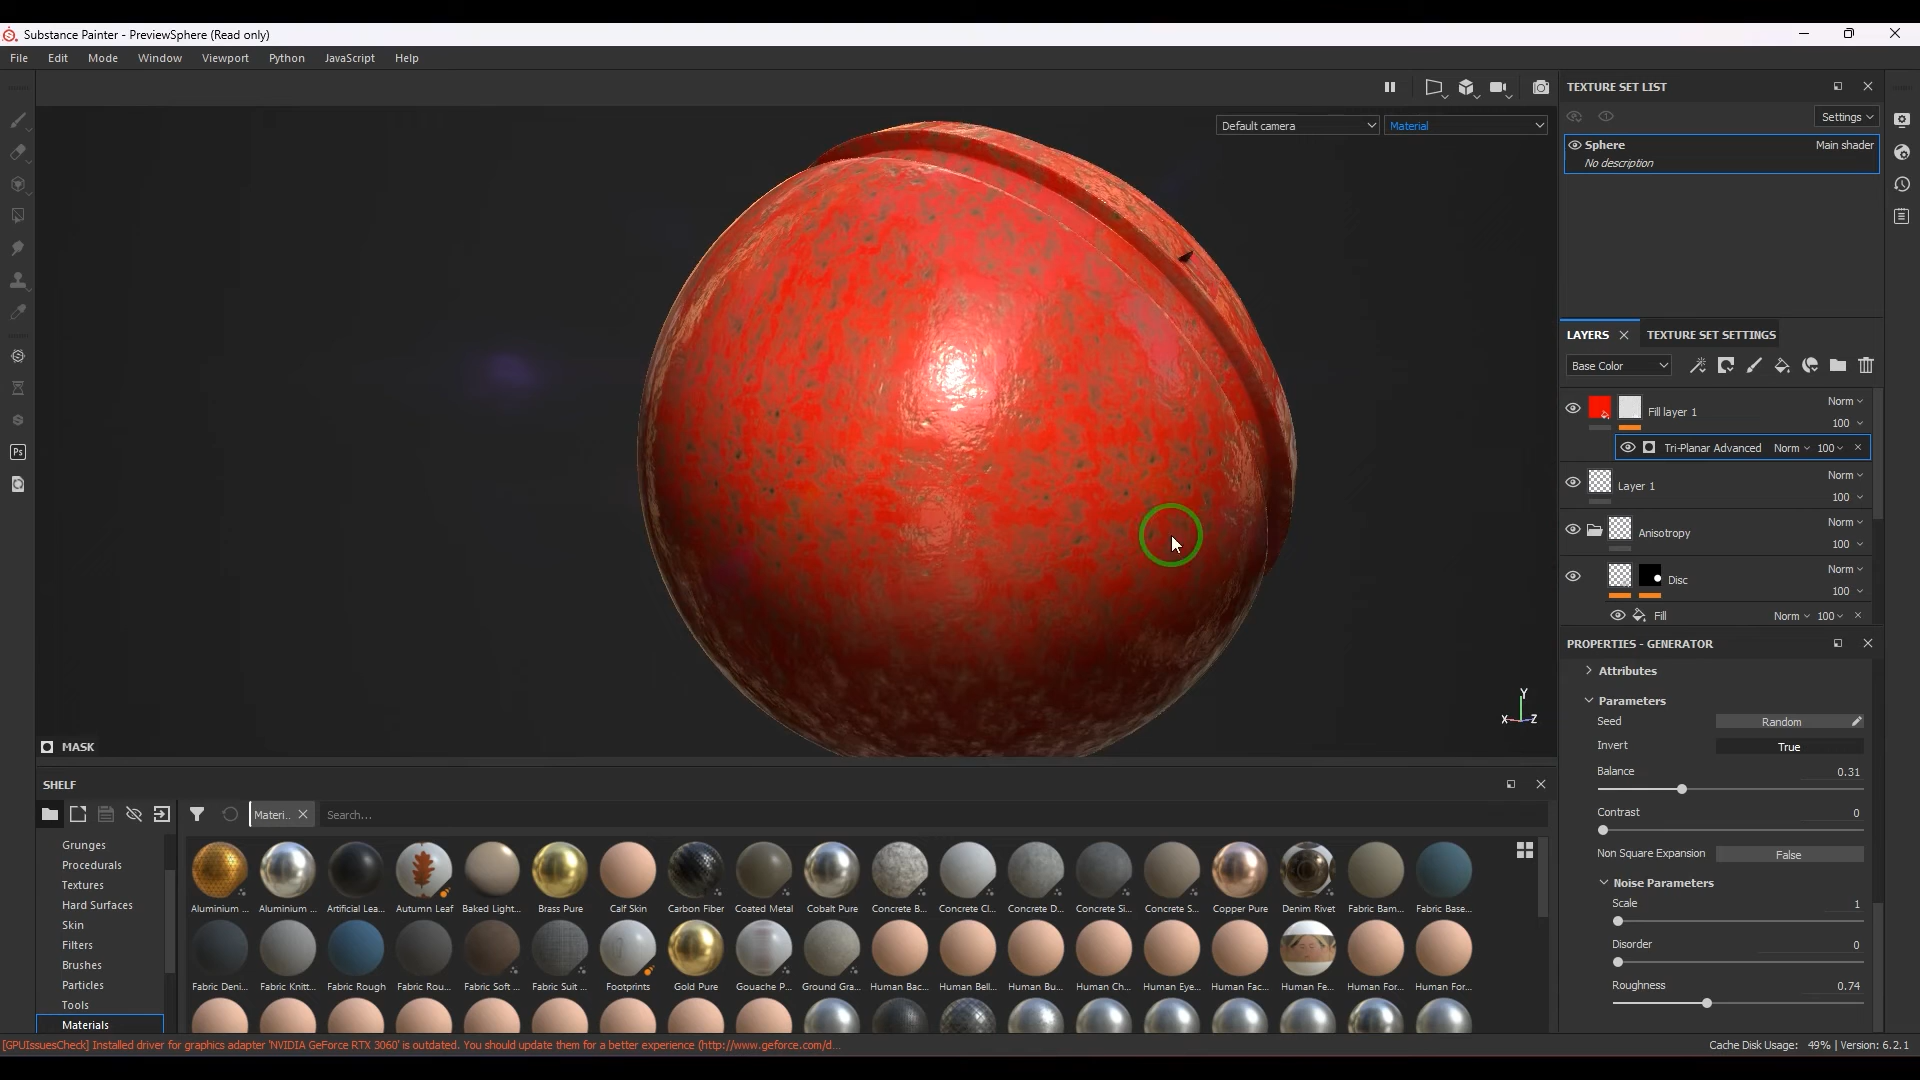 Substance Painter - PreviewSphere (Read only)
File Edit Mode Window Viewport Python JavaScript Help
Default camera Material
TEXTURE SET LIST
Settings
Sphere Main shader
No description
LAYERS TEXTURE SET SETTINGS
Base Color
Norm
Fill layer 1
100
Tri-Planar Advanced Norm 100
Norm
Layer 1
100
Norm
Anisotropy
100
Norm
Disc
100
Fill Norm 100
PROPERTIES - GENERATOR
Attributes
Parameters
Seed Random
Invert True
Balance 0.31
Contrast 0
Non Square Expansion False
Noise Parameters
Scale 1
Disorder 0
Roughness 0.74
Y
X Z
MASK
SHELF
Ps
Materi.. Search...
Grunges
Procedurals
Textures
Hard Surfaces
Skin
Filters
Brushes
Particles
Tools
Materials
Aluminium ... Aluminium ... Artificial Lea... Autumn Leaf Baked Light... Brass Pure Calf Skin Carbon Fiber Coated Metal Cobalt Pure Concrete B... Concrete Cl... Concrete D... Concrete Si... Concrete S... Copper Pure Denim Rivet Fabric Bam... Fabric Base...
Fabric Deni... Fabric Knitt... Fabric Rough Fabric Rou... Fabric Soft ... Fabric Suit ... Footprints Gold Pure Gouache P... Ground Gra... Human Bac... Human Bell... Human Bu... Human Ch... Human Eye... Human Fac... Human Fe... Human For... Human For...
[GPUIssuesCheck] Installed driver for graphics adapter 'NVIDIA GeForce RTX 3060' is outdated. You should update them for a better experience (http://www.geforce.com/d...
Cache Disk Usage: 49% | Version: 6.2.1